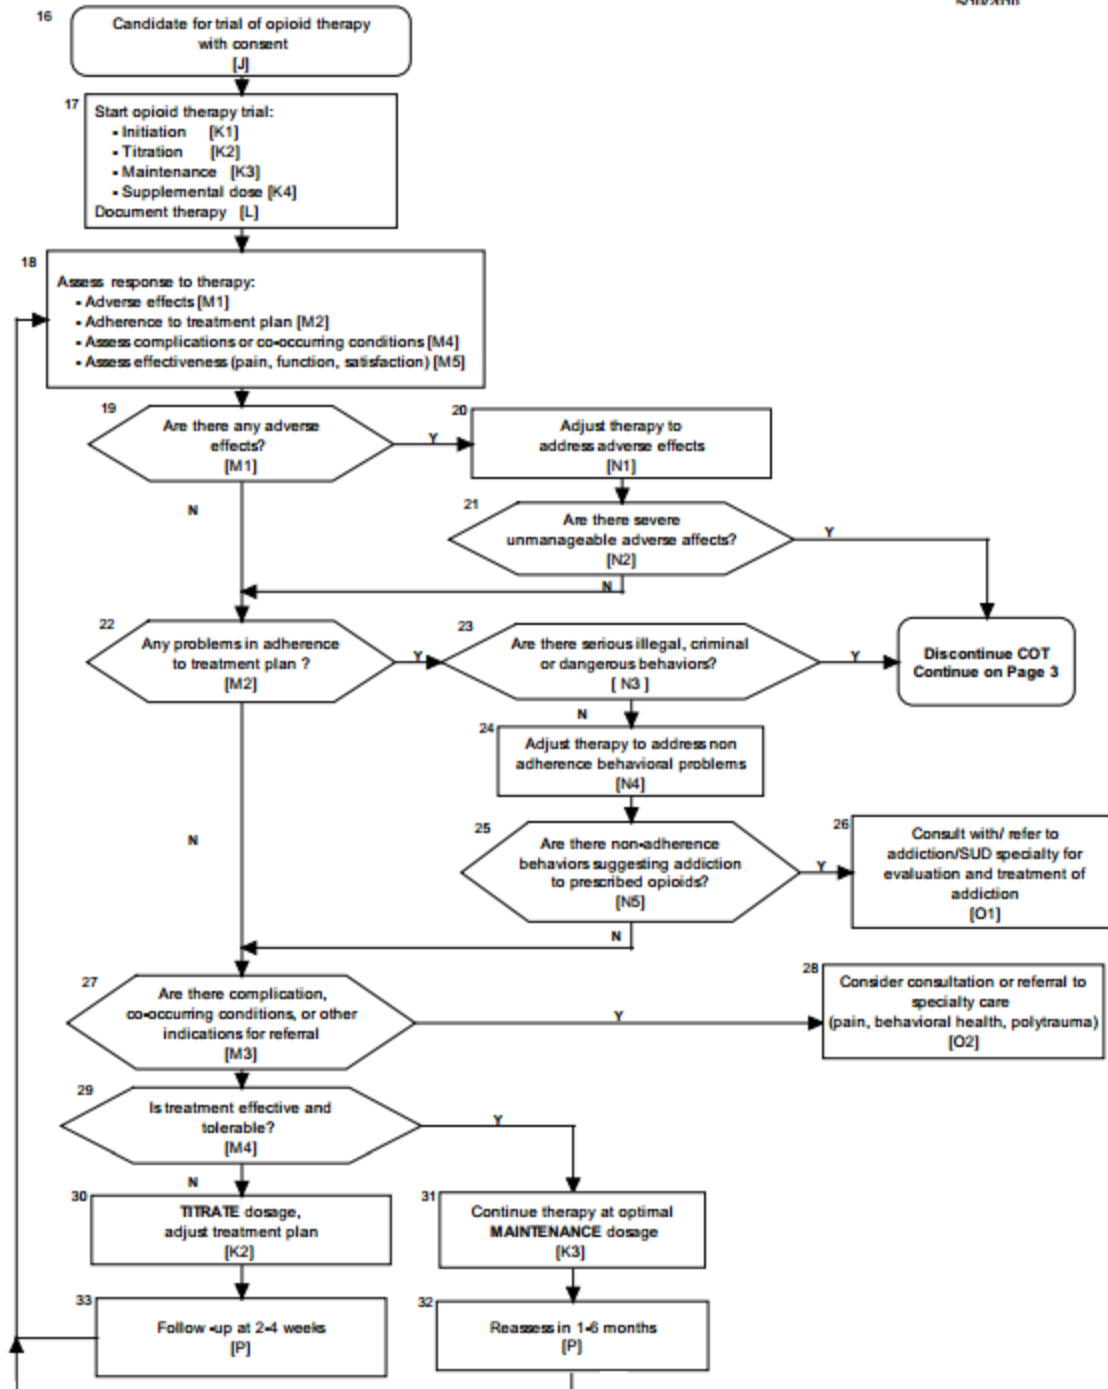 16
Candidate for trial of opioid therapy
with consent
[J]
17
Start opioid therapy trial:
▪ Initiation [K1]
▪ Titration [K2]
▪ Maintenance [K3]
▪ Supplemental dose [K4]
Document therapy [L]
18
Assess response to therapy:
▪ Adverse effects [M1]
▪ Adherence to treatment plan [M2]
▪ Assess complications or co-occurring conditions [M4]
▪ Assess effectiveness (pain, function, satisfaction) [M5]
19
Are there any adverse
effects?
[M1]
Y
N
20
Adjust therapy to
address adverse effects
[N1]
21
Are there severe
unmanageable adverse affects?
[N2]
Y
N
22
Any problems in adherence
to treatment plan ?
[M2]
Y
N
23
Are there serious illegal, criminal
or dangerous behaviors?
[ N3 ]
Y
N
Discontinue COT
Continue on Page 3
24
Adjust therapy to address non
adherence behavioral problems
[N4]
25
Are there non-adherence
behaviors suggesting addiction
to prescribed opioids?
[N5]
Y
N
26
Consult with/ refer to
addiction/SUD specialty for
evaluation and treatment of
addiction
[O1]
27
Are there complication,
co-occurring conditions, or other
indications for referral
[M3]
Y
28
Consider consultation or referral to
specialty care
(pain, behavioral health, polytrauma)
[O2]
29
Is treatment effective and
tolerable?
[M4]
Y
N
30
TITRATE dosage,
adjust treatment plan
[K2]
31
Continue therapy at optimal
MAINTENANCE dosage
[K3]
33
Follow -up at 2-4 weeks
[P]
32
Reassess in 1-6 months
[P]